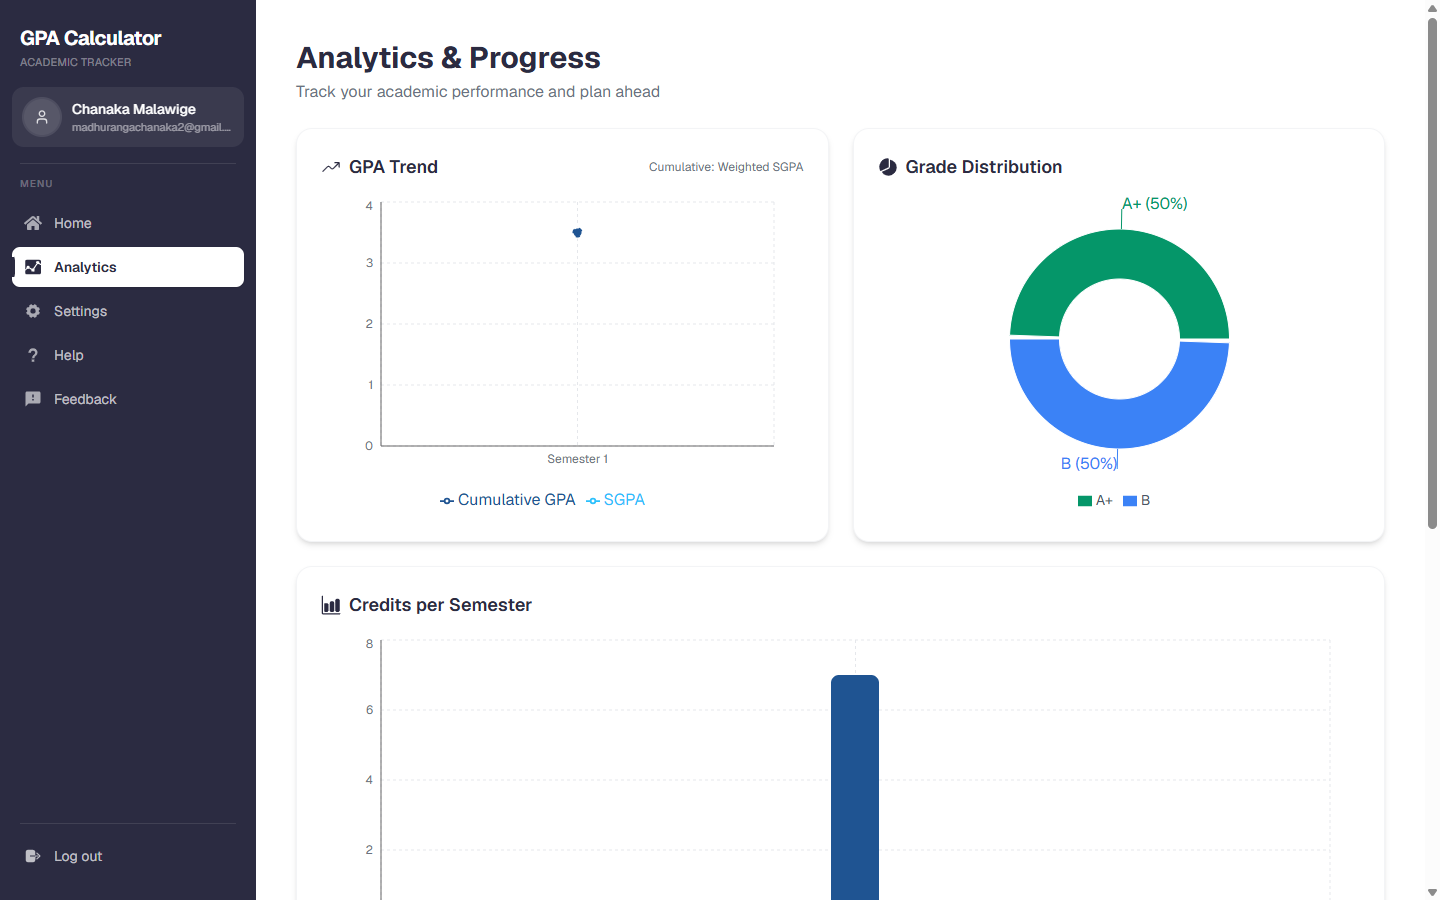 GPA Calculator
ACADEMIC TRACKER
Chanaka Malawige
madhurangachanaka2@gmail....
MENU
Home
Analytics
Settings
Help
Feedback
Log out
Analytics & Progress
Track your academic performance and plan ahead
GPA Trend
Cumulative: Weighted SGPA
4
3
2
1
0
Semester 1
Cumulative GPA SGPA
Grade Distribution
A+ (50%)
B (50%)
A+ B
Credits per Semester
8
6
4
2